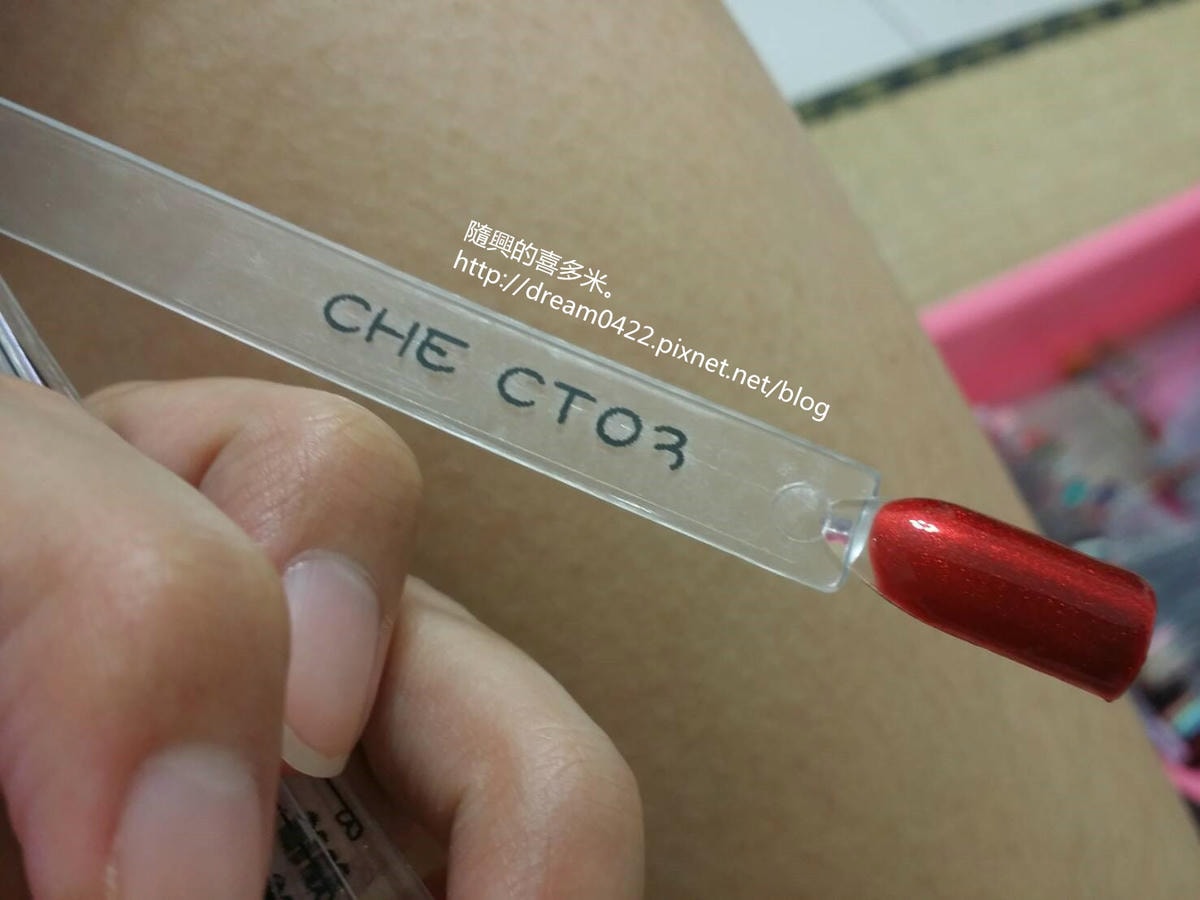 隨興的喜多米。
http://dream0422.pixnet.net/blog
CHE CT03